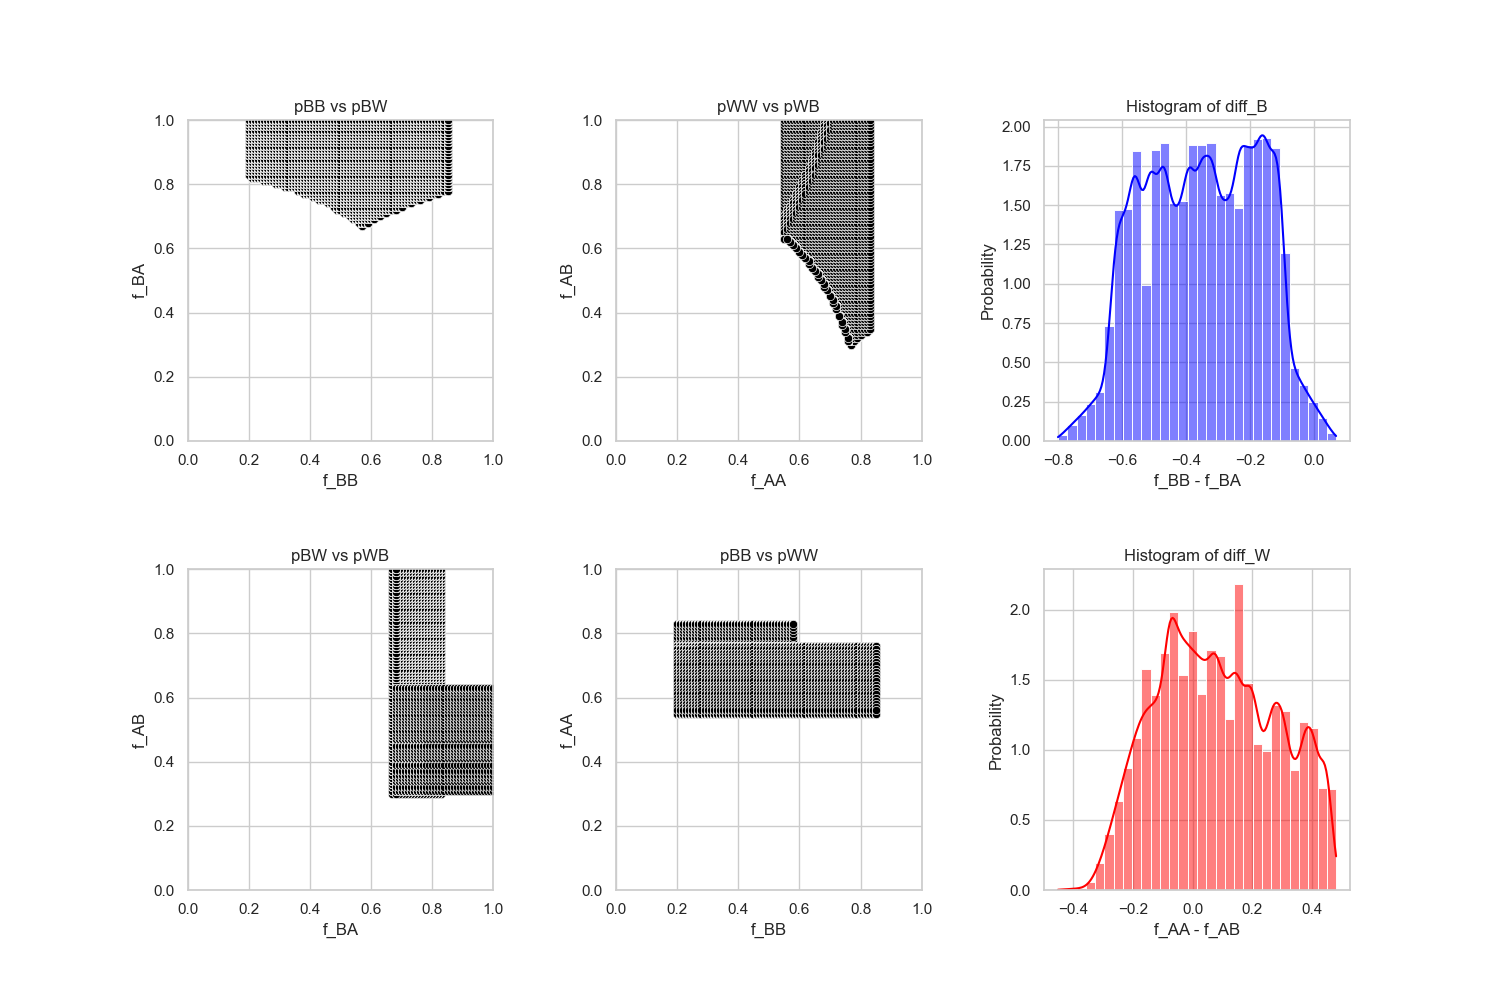 pBB vs pBW
1.0
0.8
0.6
0.4
0.2
0.0
f_BA
0.0 0.2 0.4 0.6 0.8 1.0
f_BB
pWW vs pWB
1.0
0.8
0.6
0.4
0.2
0.0
f_AB
0.0 0.2 0.4 0.6 0.8 1.0
f_AA
Histogram of diff_B
2.00
1.75
1.50
1.25
1.00
0.75
0.50
0.25
0.00
Probability
−0.8 −0.6 −0.4 −0.2 0.0
f_BB - f_BA
pBW vs pWB
1.0
0.8
0.6
0.4
0.2
0.0
f_AB
0.0 0.2 0.4 0.6 0.8 1.0
f_BA
pBB vs pWW
1.0
0.8
0.6
0.4
0.2
0.0
f_AA
0.0 0.2 0.4 0.6 0.8 1.0
f_BB
Histogram of diff_W
2.0
1.5
1.0
0.5
0.0
Probability
−0.4 −0.2 0.0 0.2 0.4
f_AA - f_AB